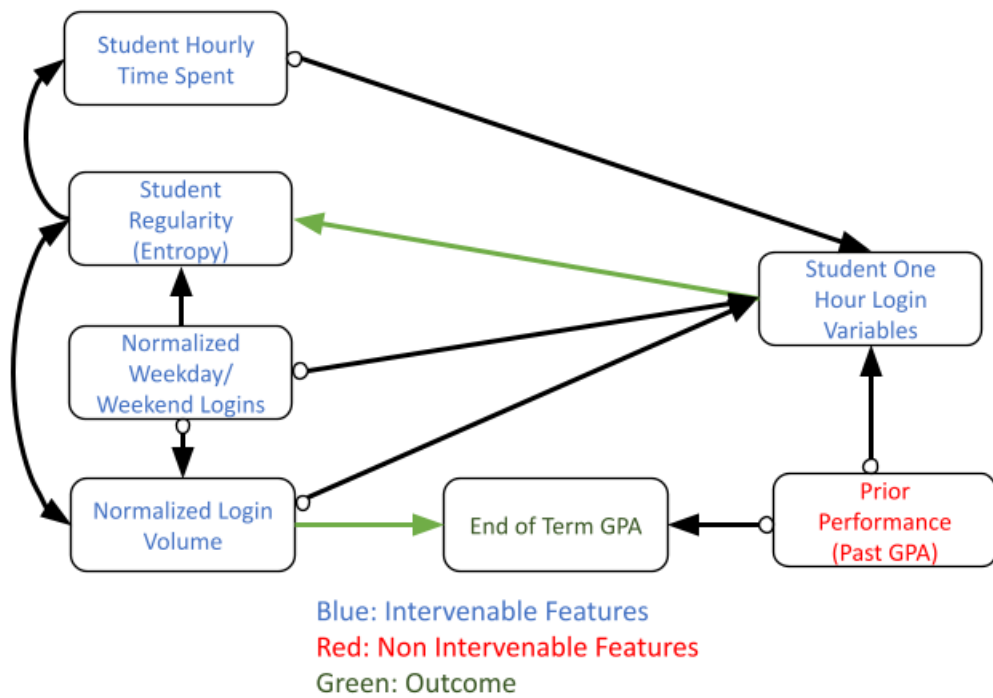 Student Hourly
Time Spent
Student
Regularity
(Entropy)
Student One
Hour Login
Variables
Normalized
Weekday/
Weekend Logins
Normalized Login
Volume
End of Term GPA
Prior
Performance
(Past GPA)
Blue: Intervenable Features
Red: Non Intervenable Features
Green: Outcome